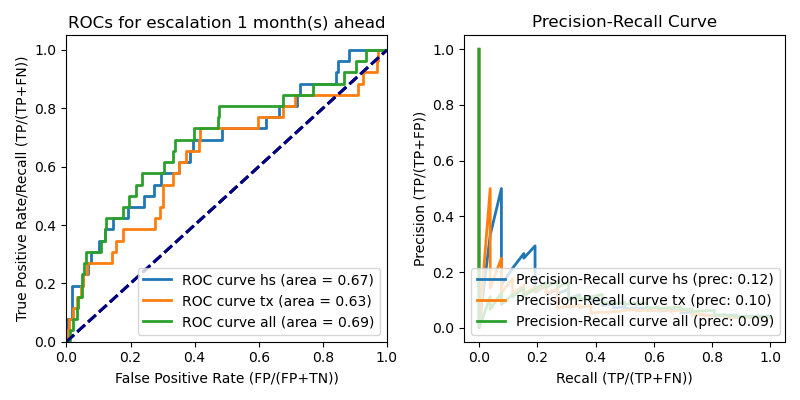 ROCs for escalation 1 month(s) ahead
True Positive Rate/Recall (TP/(TP+FN))
1.0
0.8
0.6
0.4
0.2
0.0
ROC curve hs (area = 0.67)
ROC curve tx (area = 0.63)
ROC curve all (area = 0.69)
0.0 0.2 0.4 0.6 0.8 1.0
False Positive Rate (FP/(FP+TN))
Precision-Recall Curve
Precision (TP/(TP+FP))
1.0
0.8
0.6
0.4
0.2
0.0
Precision-Recall curve hs (prec: 0.12)
Precision-Recall curve tx (prec: 0.10)
Precision-Recall curve all (prec: 0.09)
0.0 0.2 0.4 0.6 0.8 1.0
Recall (TP/(TP+FN))